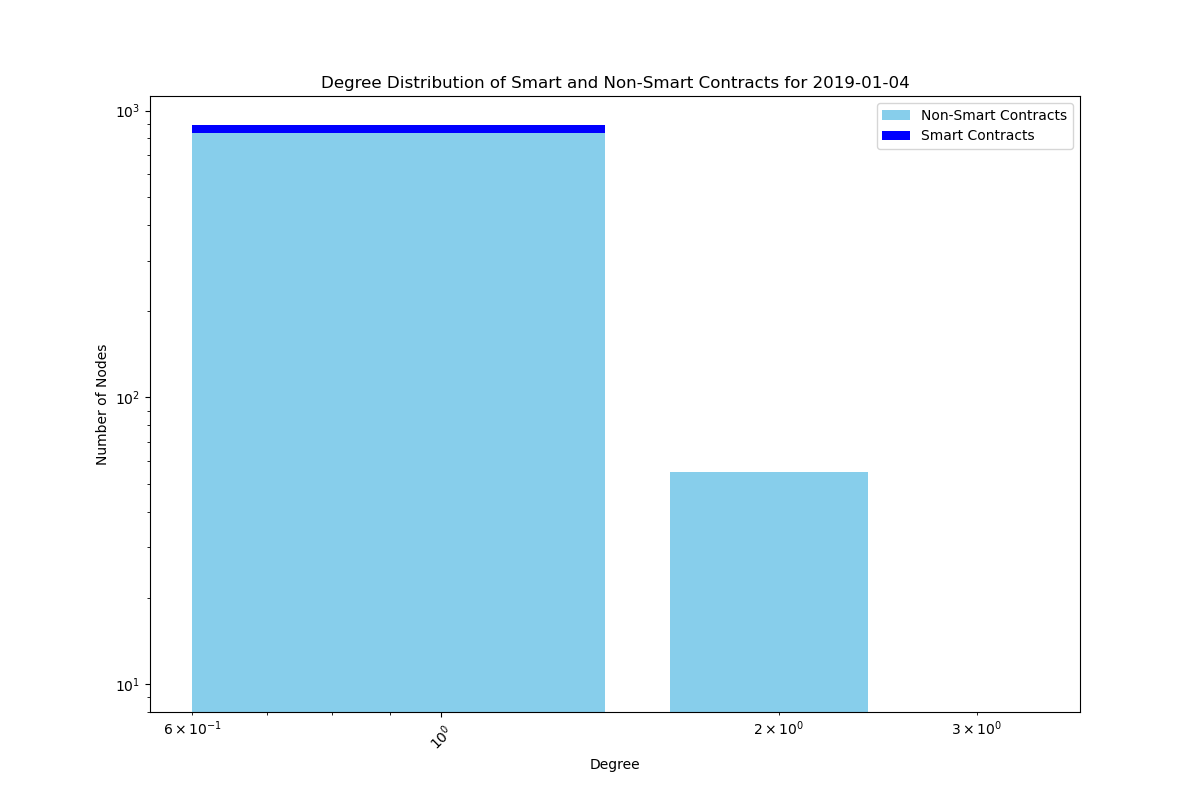 Degree Distribution of Smart and Non-Smart Contracts for 2019-01-04
Non-Smart Contracts
Smart Contracts
10³
10²
10¹
Number of Nodes
6 × 10⁻¹
10⁰
2 × 10⁰
3 × 10⁰
Degree